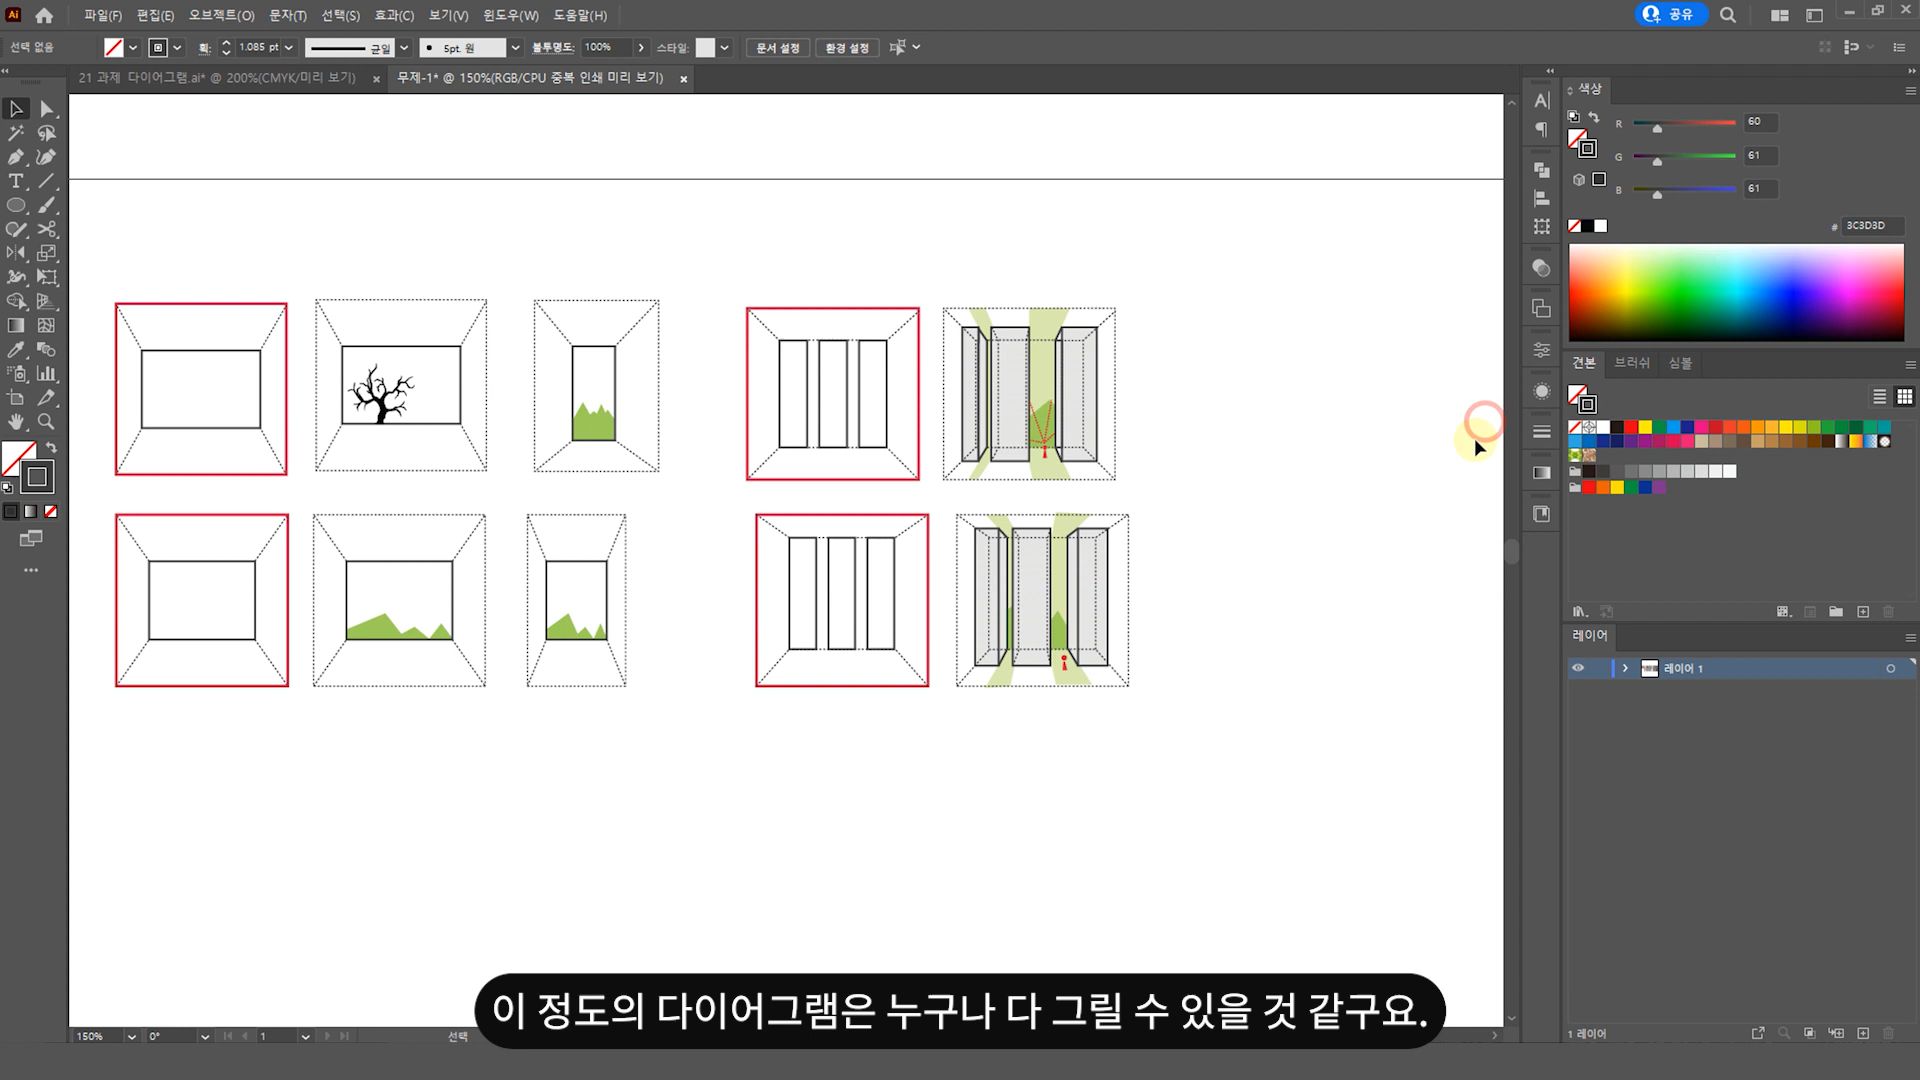 Ai 파일(F) 편집(E) 오브젝트(O) 문자(T) 선택(S) 효과(C) 보기(V) 윈도우(W) 도움말(H) 공유
선택 없음 획: 1.085 pt 균일 5pt. 원 불투명도: 100% 스타일: 문서 설정 환경 설정
21 과제 다이어그램.ai* @ 200%(CMYK/미리 보기) × 무제-1* @ 150%(RGB/CPU 중복 인쇄 미리 보기) ×
색상
R 60
G 61
B 61
# 3C3D3D
견본 브러쉬 심볼
레이어
레이어 1
이 정도의 다이어그램은 누구나 다 그릴 수 있을 것 같구요.
150% 0° 1 선택
1 레이어